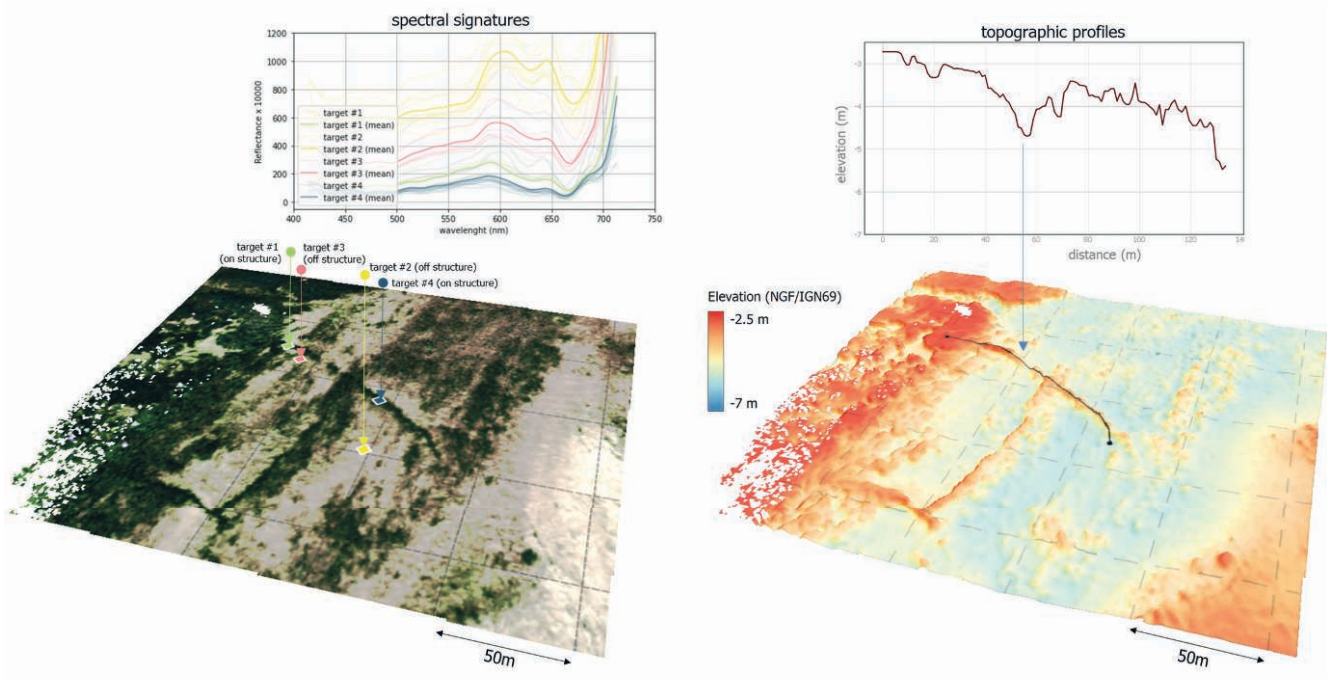 spectral signatures
1200
1000
800
600
400
200
0
Reflectance x 10000
target #1
target #1 (mean)
target #2
target #2 (mean)
target #3
target #3 (mean)
target #4
target #4 (mean)
400 450 500 550 600 650 700 750
wavelenght (nm)
target #1
(on structure)
target #3
(off structure)
target #2 (off structure)
target #4 (on structure)
50m
topographic profiles
-3
-4
-5
-6
-7
elevation (m)
0 20 40 60 80 100 120 14
distance (m)
Elevation (NGF/IGN69)
-2.5 m
-7 m
50m